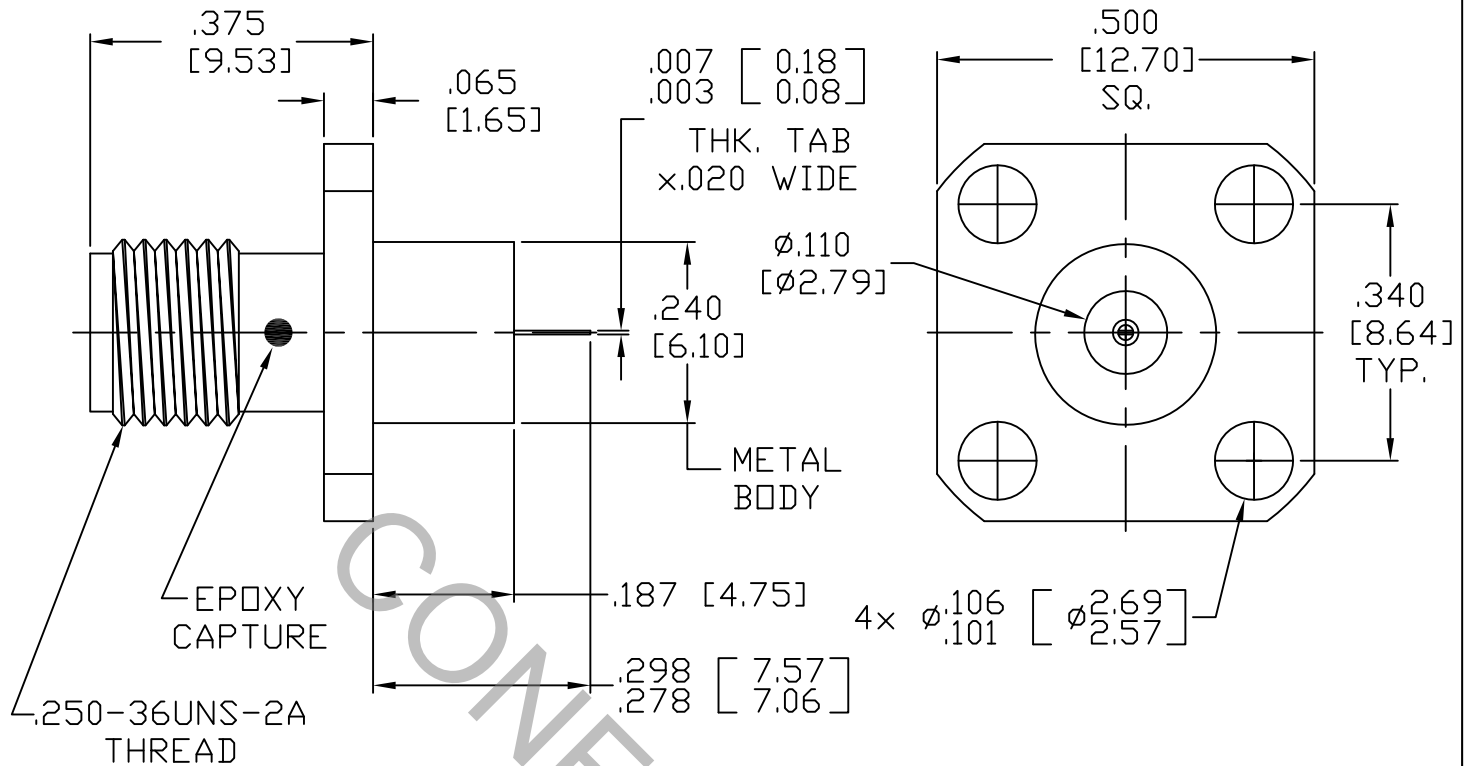 .375
[9.53]
.065
[1.65]
.007 [ 0.18 ]
.003 [ 0.08 ]
THK. TAB
x.020 WIDE
.500
[12.70]
SQ.
Ø.110
[Ø2.79]
.240
[6.10]
.340
[8.64]
TYP.
METAL
BODY
EPOXY
CAPTURE
.187 [4.75]
4x Ø.106 [ Ø2.69 ]
.101 [ 2.57 ]
.298 [ 7.57 ]
.278 [ 7.06 ]
.250-36UNS-2A
THREAD